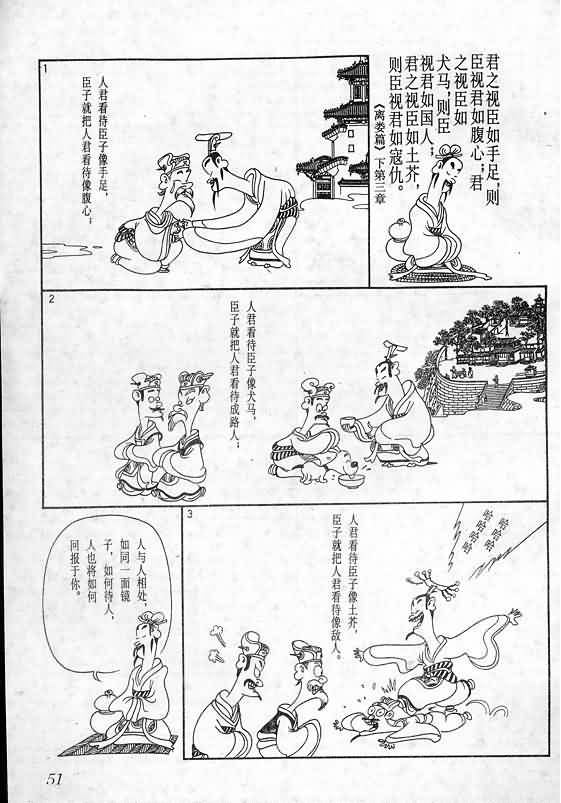 君之视臣如手足,则
臣视君如腹心;君
之视臣如
犬马,则臣
视君如国人;
君之视臣如土芥,
则臣视君如寇仇。
《离娄篇》下第三章
1
人君看待臣子像手足,
臣子就把人君看待像腹心;
2
人君看待臣子像犬马,
臣子就把人君看待成路人;
3
哈哈
哈哈哈
哈哈哈
人君看待臣子像土芥,
臣子就把人君看待像敌人。
人与人相处,
如同一面镜
子,如何待人,
人也将如何
回报于你。
51